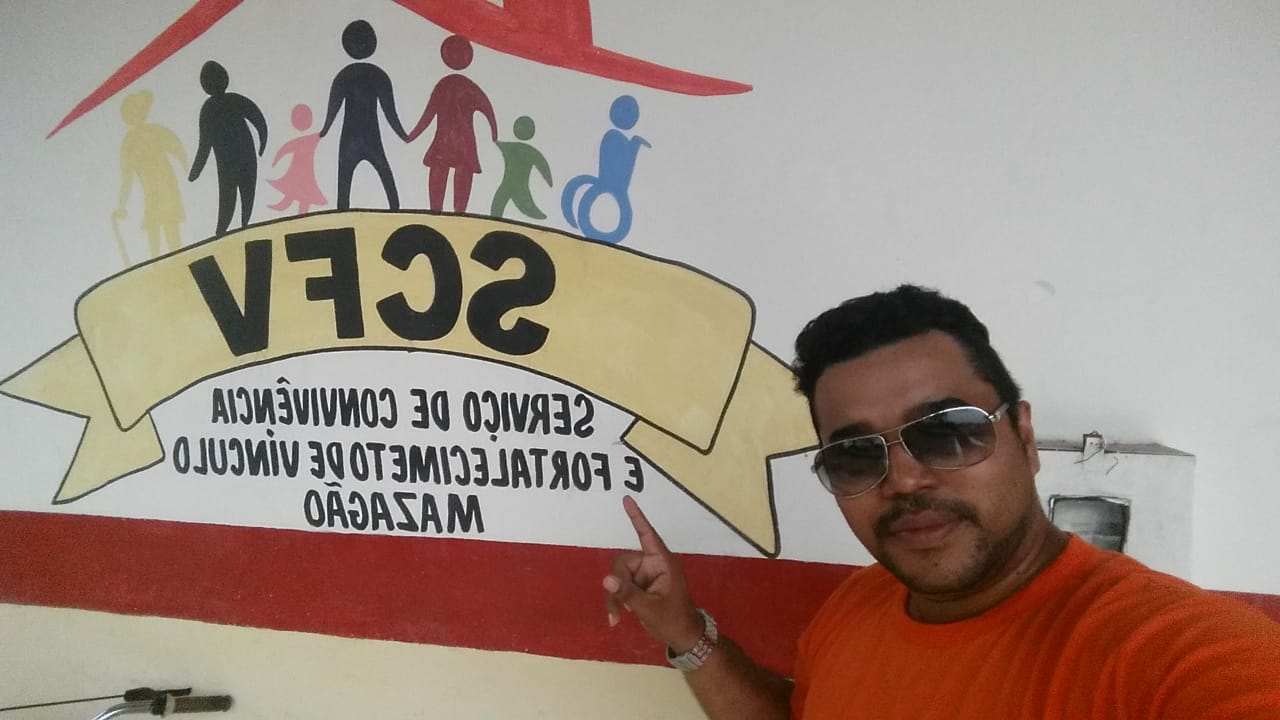 SCFV
SERVIÇO DE CONVIVÊNCIA
E FORTALECIMETO DE VÍNCULO
MAZAGÃO